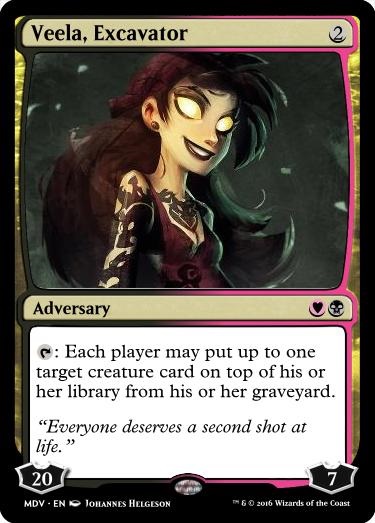 Veela, Excavator 2
Adversary
: Each player may put up to one
target creature card on top of his or
her library from his or her graveyard.
“Everyone deserves a second shot at
life.”
20 7
MDV • EN Johannes Helgeson ™ & © 2016 Wizards of the Coast